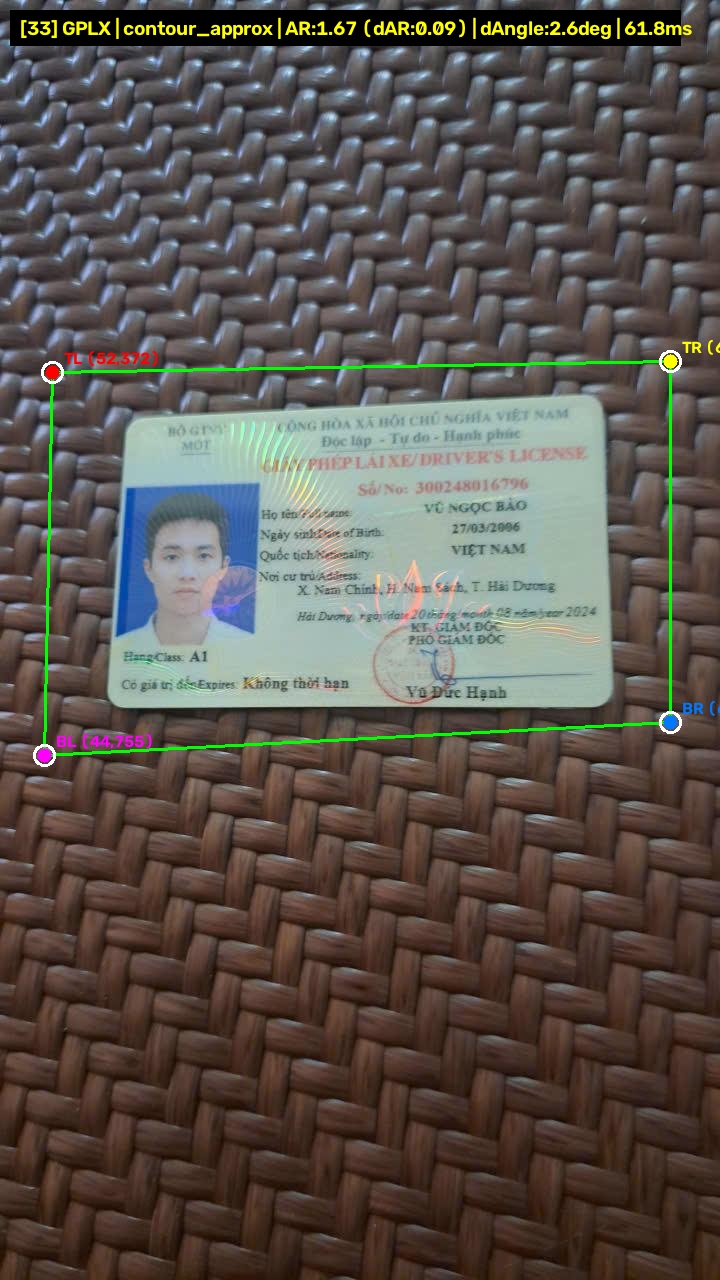 [33] GPLX | contour_approx | AR:1.67 (dAR:0.09) | dAngle:2.6deg | 61.8ms
TL (52,372)
TR (6
BỘ GTVT
MỘT
CỘNG HÒA XÃ HỘI CHỦ NGHĨA VIỆT NAM
Độc lập - Tự do - Hạnh phúc
GIẤY PHÉP LÁI XE/DRIVER'S LICENSE
Số/No: 300248016796
Họ tên/Full name: VŨ NGỌC BẢO
Ngày sinh/Date of Birth: 27/03/2006
Quốc tịch/Nationality: VIỆT NAM
Nơi cư trú/Address:
X. Nam Chính, H. Nam Sách, T. Hải Dương
Hải Dương, ngày/date 20 tháng/month 08 năm/year 2024
KT. GIÁM ĐỐC
PHÓ GIÁM ĐỐC
Hạng/Class: A1
Có giá trị đến/Expires: Không thời hạn
Vũ Đức Hạnh
BR (6
BL (44,755)